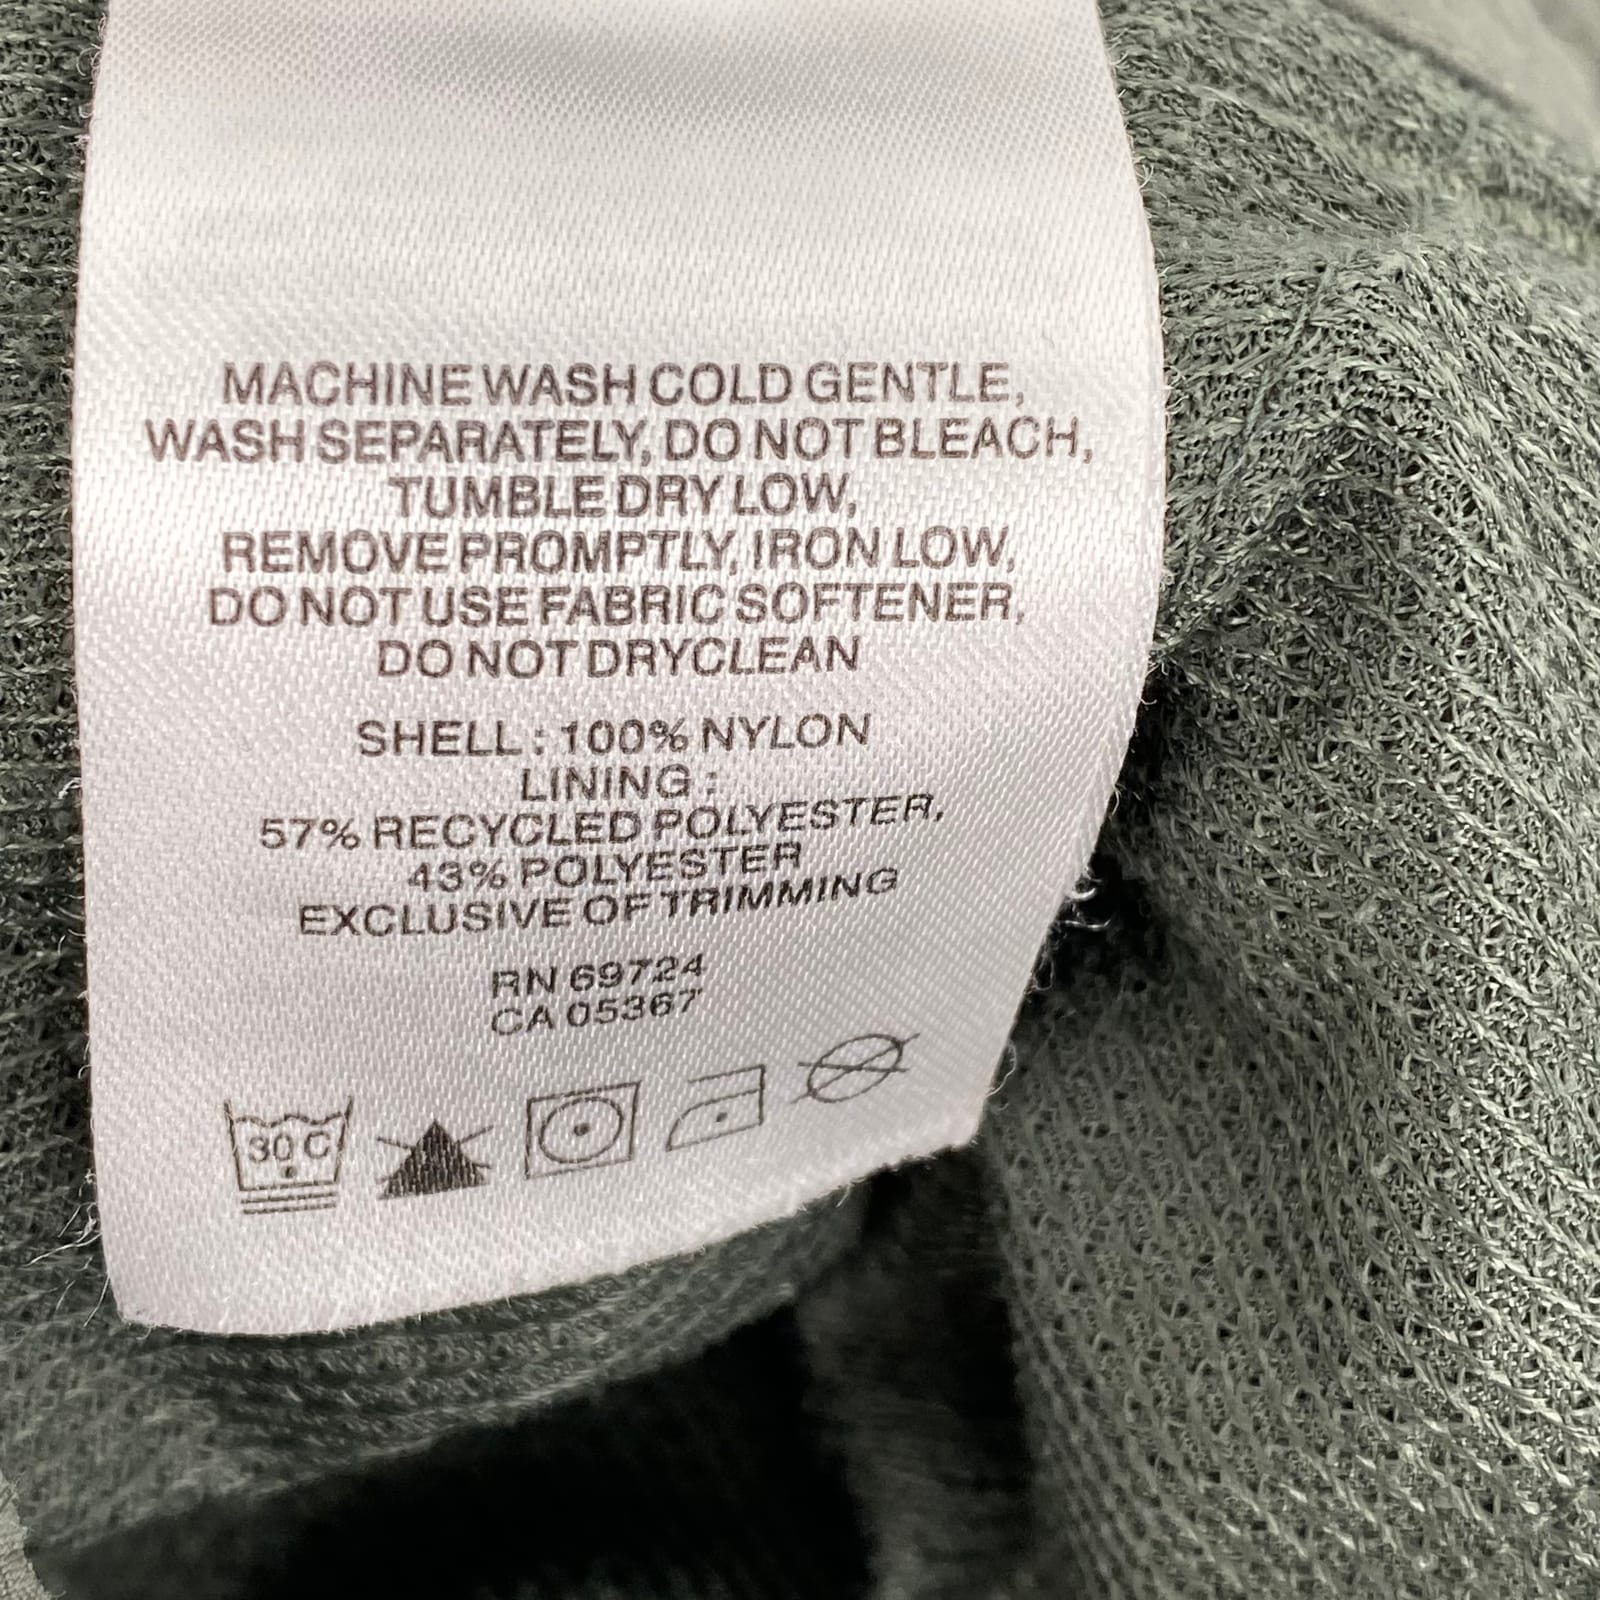 MACHINE WASH COLD GENTLE,
WASH SEPARATELY, DO NOT BLEACH,
TUMBLE DRY LOW,
REMOVE PROMPTLY, IRON LOW,
DO NOT USE FABRIC SOFTENER,
DO NOT DRYCLEAN
SHELL : 100% NYLON
LINING :
57% RECYCLED POLYESTER,
43% POLYESTER
EXCLUSIVE OF TRIMMING
RN 69724
CA 05367
30 C